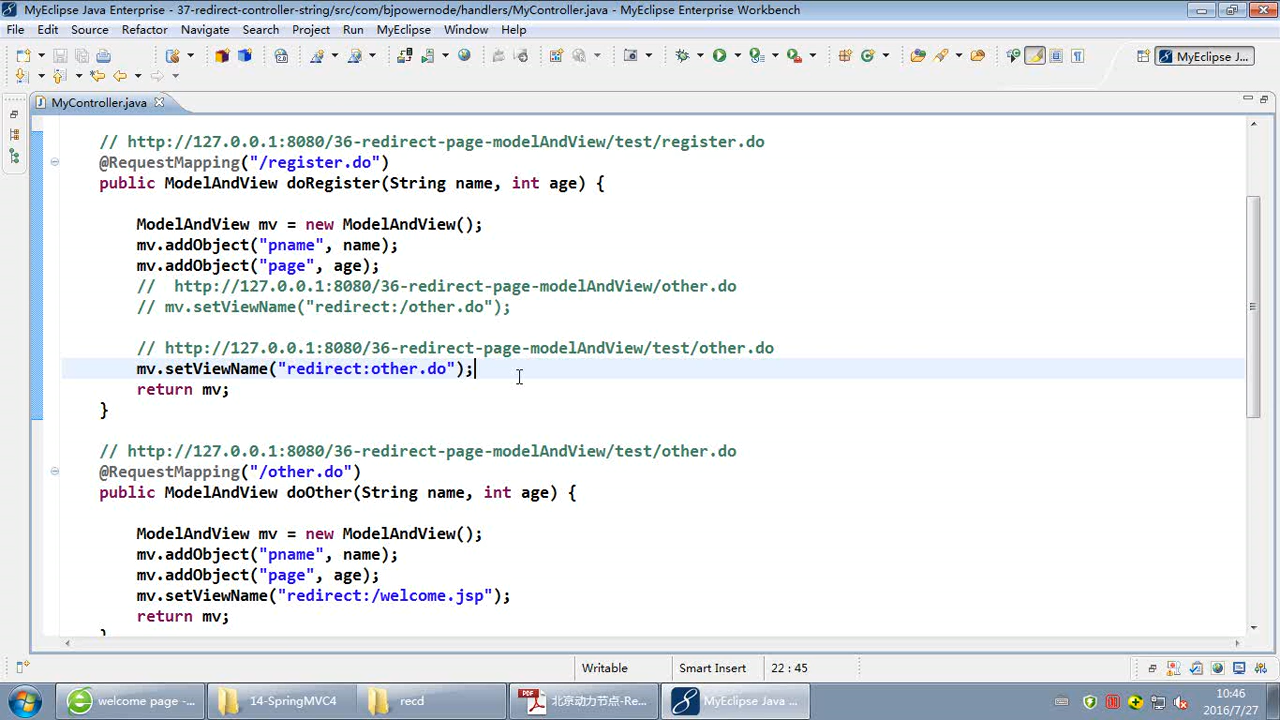 MyEclipse Java Enterprise - 37-redirect-controller-string/src/com/bjpowernode/handlers/MyController.java - MyEclipse Enterprise Workbench
File Edit Source Refactor Navigate Search Project Run MyEclipse Window Help
MyEclipse J...
MyController.java
// http://127.0.0.1:8080/36-redirect-page-modelAndView/test/register.do
@RequestMapping("/register.do")
public ModelAndView doRegister(String name, int age) {
ModelAndView mv = new ModelAndView();
mv.addObject("pname", name);
mv.addObject("page", age);
//  http://127.0.0.1:8080/36-redirect-page-modelAndView/other.do
// mv.setViewName("redirect:/other.do");
// http://127.0.0.1:8080/36-redirect-page-modelAndView/test/other.do
mv.setViewName("redirect:other.do");
return mv;
}
// http://127.0.0.1:8080/36-redirect-page-modelAndView/test/other.do
@RequestMapping("/other.do")
public ModelAndView doOther(String name, int age) {
ModelAndView mv = new ModelAndView();
mv.addObject("pname", name);
mv.addObject("page", age);
mv.setViewName("redirect:/welcome.jsp");
return mv;
}
Writable Smart Insert 22 : 45
welcome page -... 14-SpringMVC4 recd 北京动力节点-Re... MyEclipse Java ... 10:46
2016/7/27